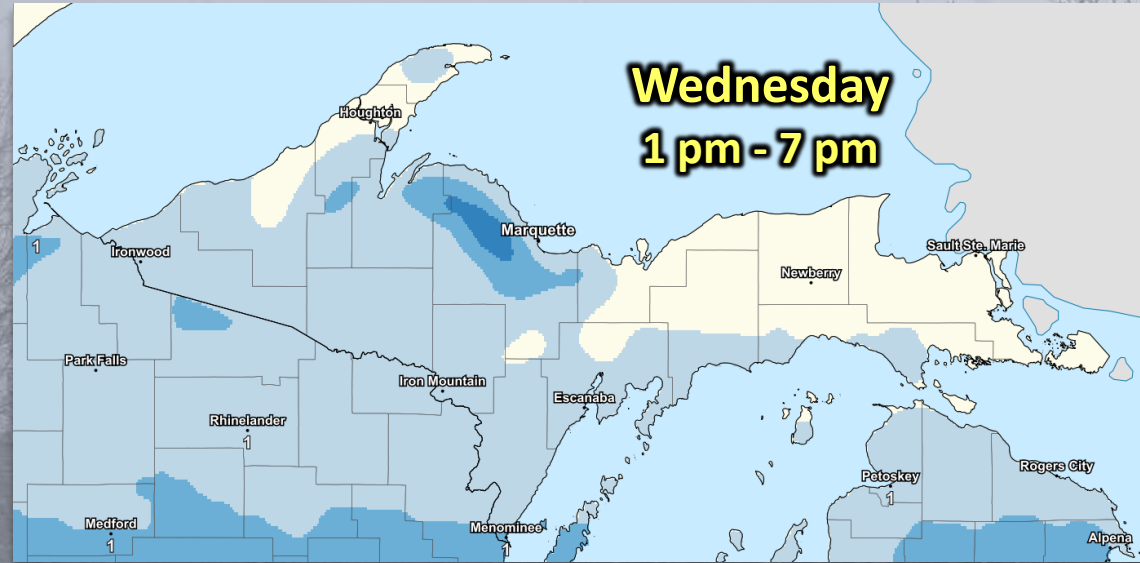 Wednesday
1 pm - 7 pm
Houghton
Marquette
1
Ironwood
Sault Ste. Marie
Newberry
Park Falls
Iron Mountain
Escanaba
Rhinelander
1
Rogers City
Petoskey
1
Medford
1
Menominee
1
Alpena